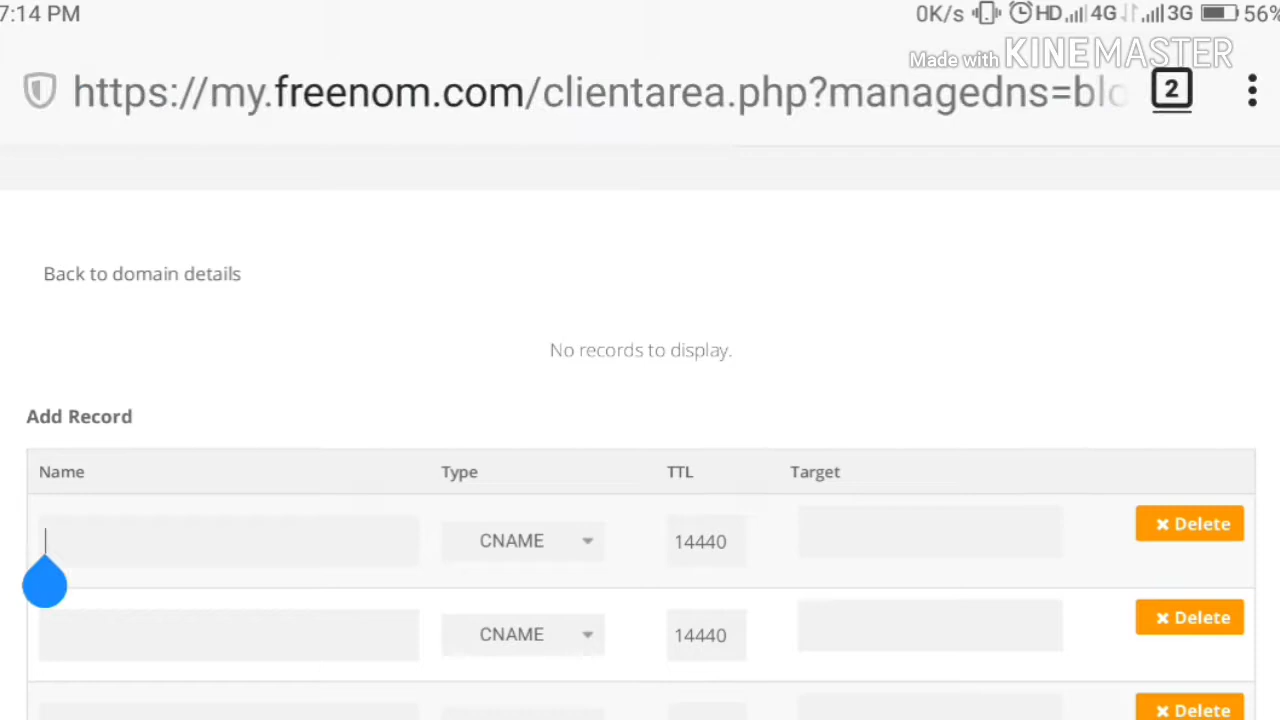 7:14 PM 0K/s HD 4G 3G 56%
Made with KINEMASTER
https://my.freenom.com/clientarea.php?managedns=blo 2
Back to domain details
No records to display.
Add Record
Name Type TTL Target
CNAME 14440 × Delete
CNAME 14440 × Delete
× Delete